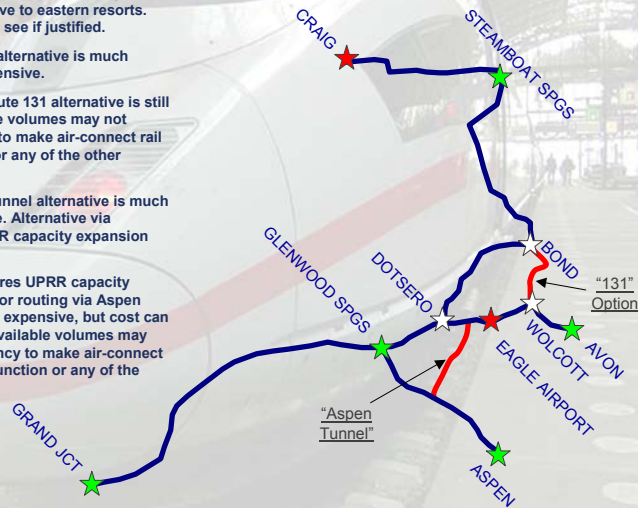 ve to eastern resorts.
see if justified.
alternative is much
ensive.
ute 131 alternative is still
e volumes may not
to make air-connect rail
or any of the other
unnel alternative is much
e. Alternative via
R capacity expansion
res UPRR capacity
or routing via Aspen
expensive, but cost can
vailable volumes may
ncy to make air-connect
unction or any of the
CRAIG
STEAMBOAT SPGS
BOND
"131"
Option
GLENWOOD SPGS
DOTSERO
WOLCOTT
AVON
EAGLE AIRPORT
"Aspen
Tunnel"
GRAND JCT
ASPEN